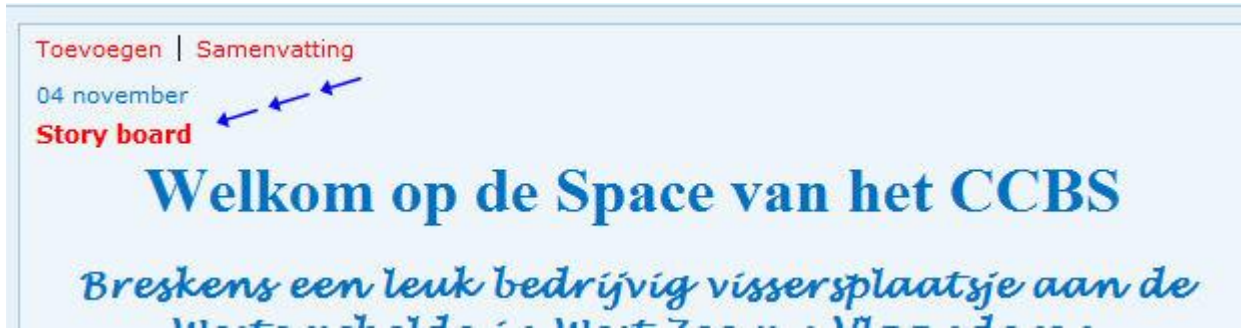 Toevoegen | Samenvatting
04 november
Story board
Welkom op de Space van het CCBS
Breskens een leuk bedrijvig vissersplaatsje aan de